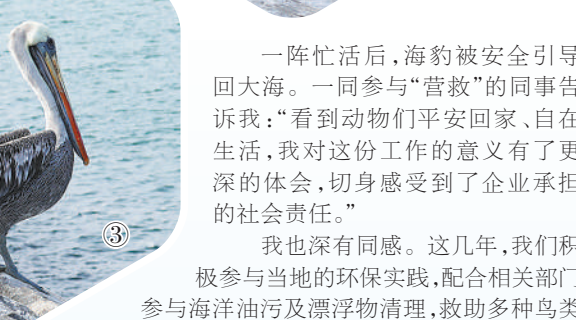 一阵忙活后，海豹被安全引导
回大海。一同参与“营救”的同事告
诉我：“看到动物们平安回家、自在
生活，我对这份工作的意义有了更
深的体会，切身感受到了企业承担
的社会责任。”
③
我也深有同感。这几年，我们积
极参与当地的环保实践，配合相关部门
参与海洋油污及漂浮物清理，救助多种鸟类